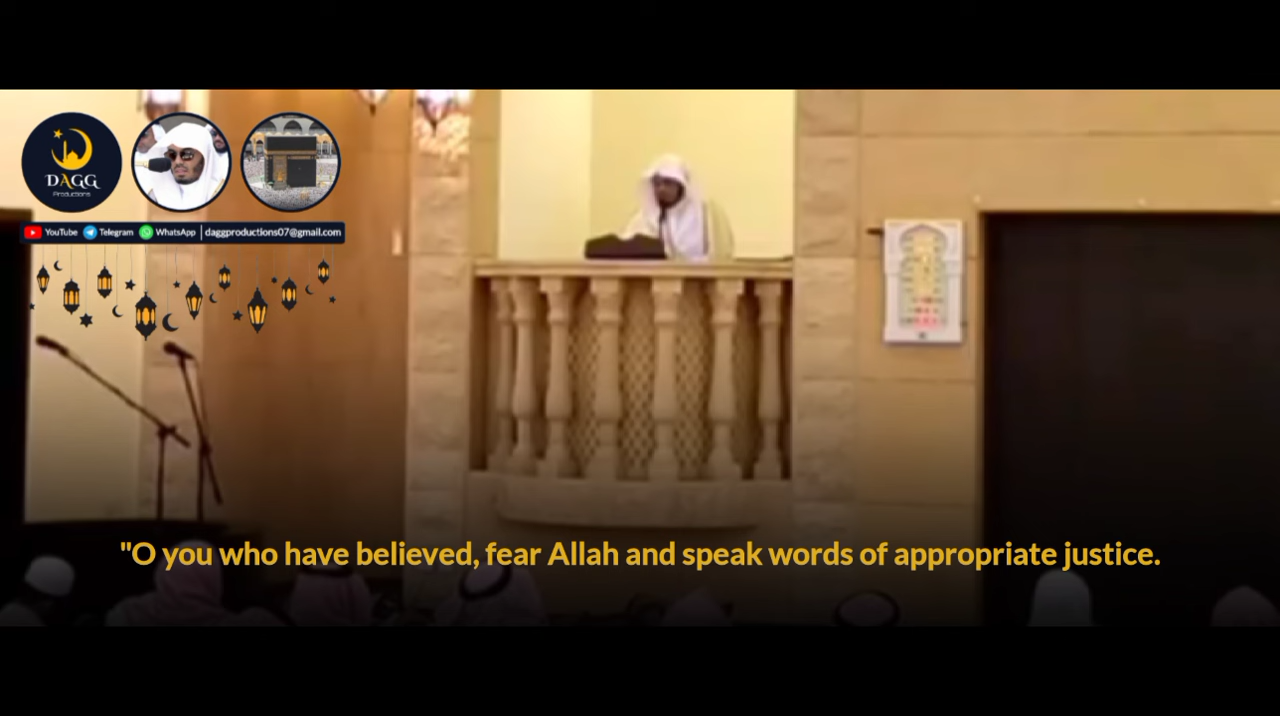 DAGG
Productions
YouTube Telegram WhatsApp | daggproductions07@gmail.com
"O you who have believed, fear Allah and speak words of appropriate justice.